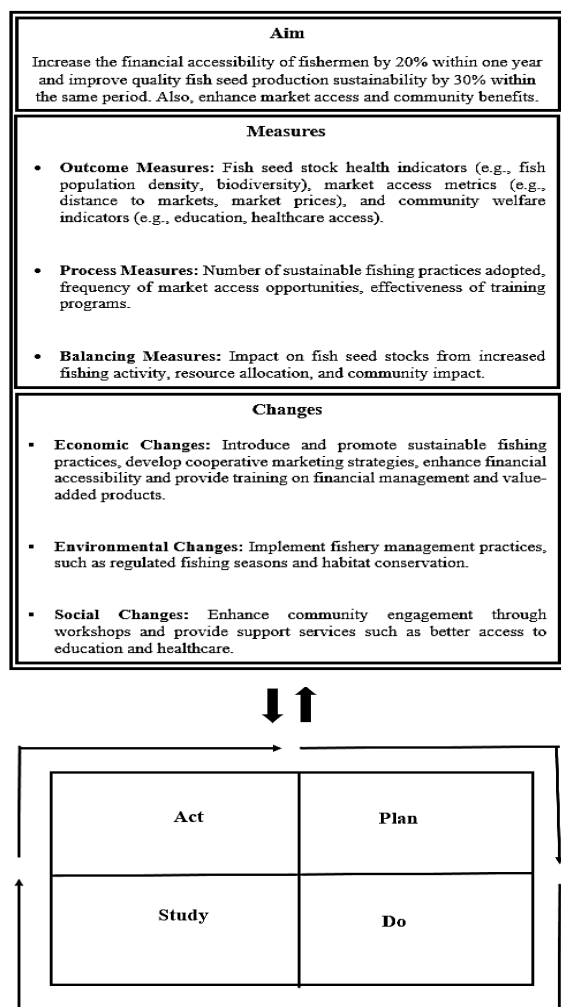 Aim
Increase the financial accessibility of fishermen by 20% within one year
and improve quality fish seed production sustainability by 30% within
the same period. Also, enhance market access and community benefits.
Measures
• Outcome Measures: Fish seed stock health indicators (e.g., fish
population density, biodiversity), market access metrics (e.g.,
distance to markets, market prices), and community welfare
indicators (e.g., education, healthcare access).
• Process Measures: Number of sustainable fishing practices adopted,
frequency of market access opportunities, effectiveness of training
programs.
• Balancing Measures: Impact on fish seed stocks from increased
fishing activity, resource allocation, and community impact.
Changes
▪ Economic Changes: Introduce and promote sustainable fishing
practices, develop cooperative marketing strategies, enhance financial
accessibility and provide training on financial management and value-
added products.
▪ Environmental Changes: Implement fishery management practices,
such as regulated fishing seasons and habitat conservation.
▪ Social Changes: Enhance community engagement through
workshops and provide support services such as better access to
education and healthcare.
Act
Plan
Study
Do